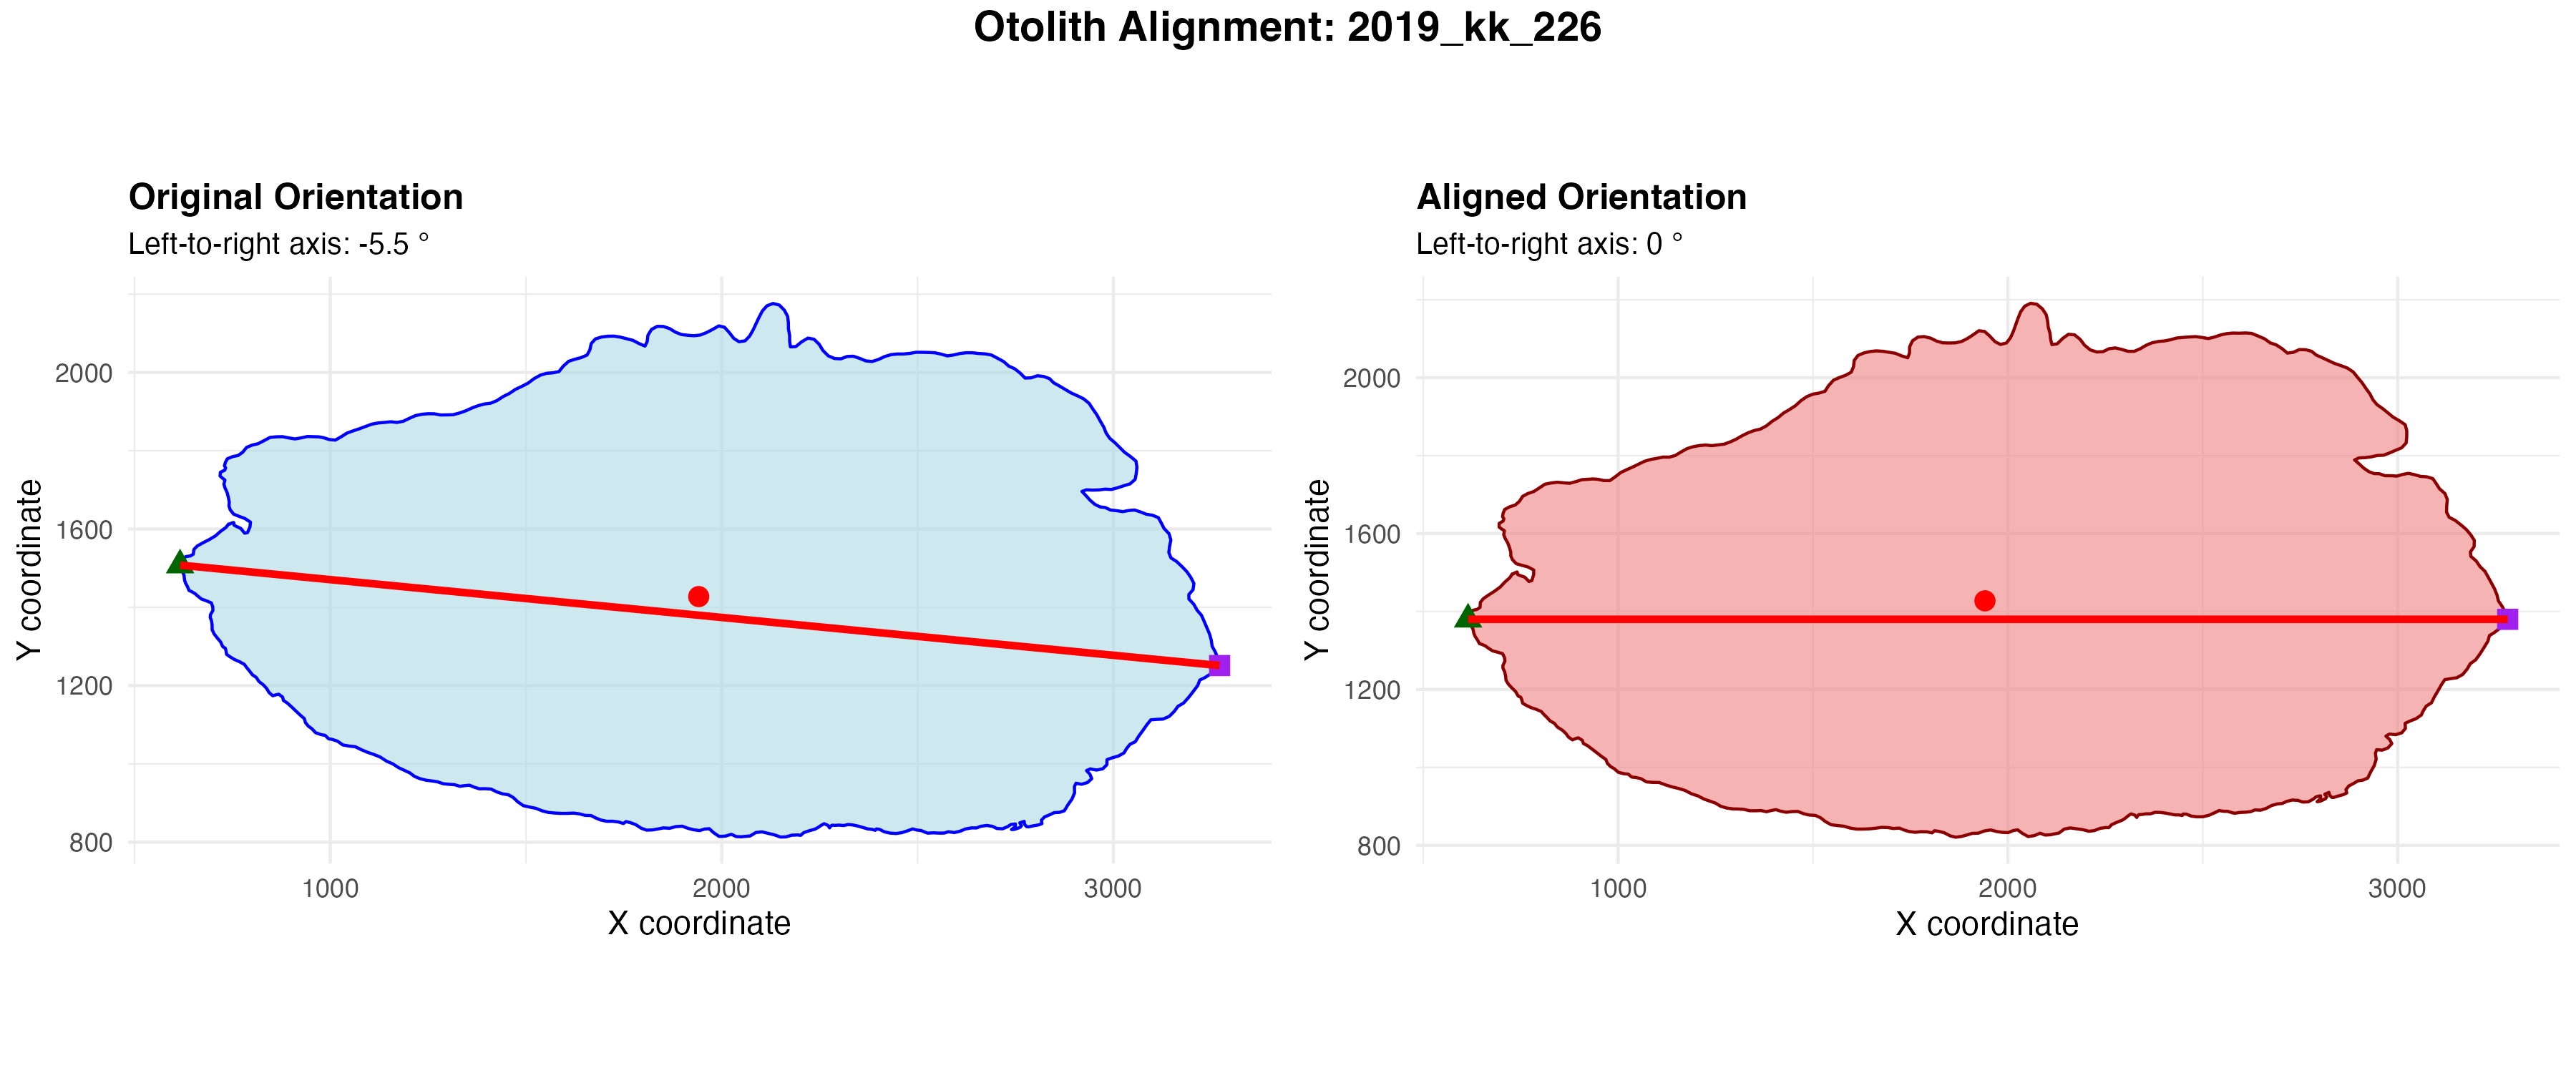 Otolith Alignment: 2019_kk_226
Original Orientation
Left-to-right axis: -5.5 °
Y coordinate
2000
1600
1200
800
1000
2000
3000
X coordinate
Aligned Orientation
Left-to-right axis: 0 °
Y coordinate
2000
1600
1200
800
1000
2000
3000
X coordinate